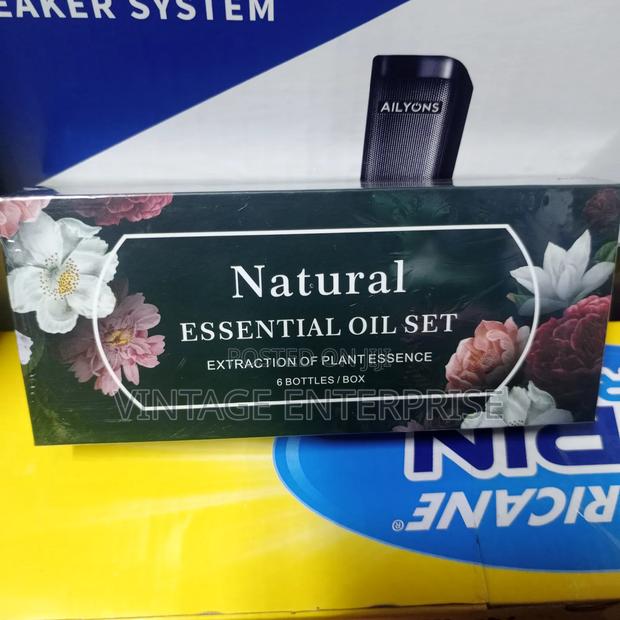 EAKER SYSTEM
AILYONS
Natural
ESSENTIAL OIL SET
EXTRACTION OF PLANT ESSENCE
POSTED ON jiji
6 BOTTLES / BOX
VINTAGE ENTERPRISE
RICANE®
PIN